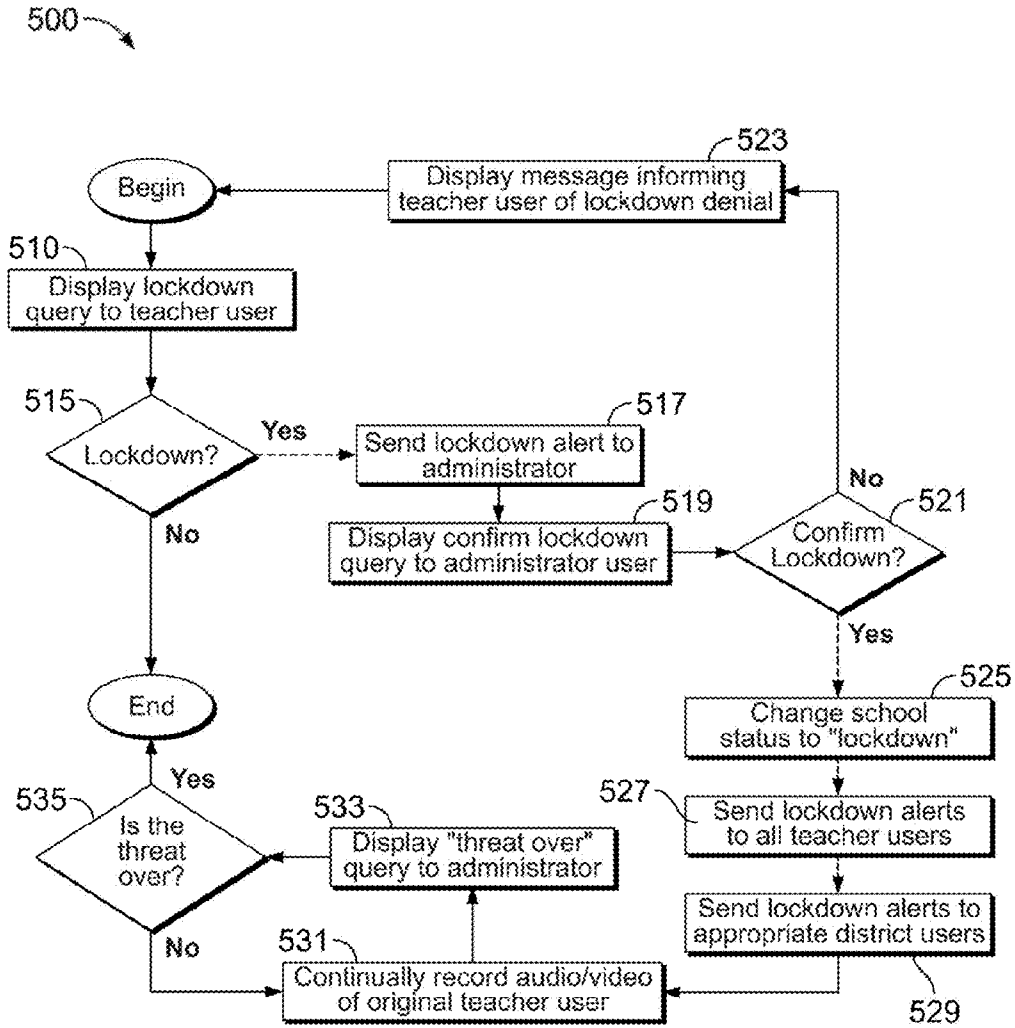 500
523
Begin
Display message informing
teacher user of lockdown denial
510
Display lockdown
query to teacher user
515
Lockdown?
Yes
No
517
Send lockdown alert to
administrator
519
Display confirm lockdown
query to administrator user
No
521
Confirm
Lockdown?
Yes
End
525
Change school
status to "lockdown"
527
Send lockdown alerts
to all teacher users
Send lockdown alerts to
appropriate district users
529
531
Continually record audio/video
of original teacher user
533
Display "threat over"
query to administrator
535
Is the
threat
over?
Yes
No